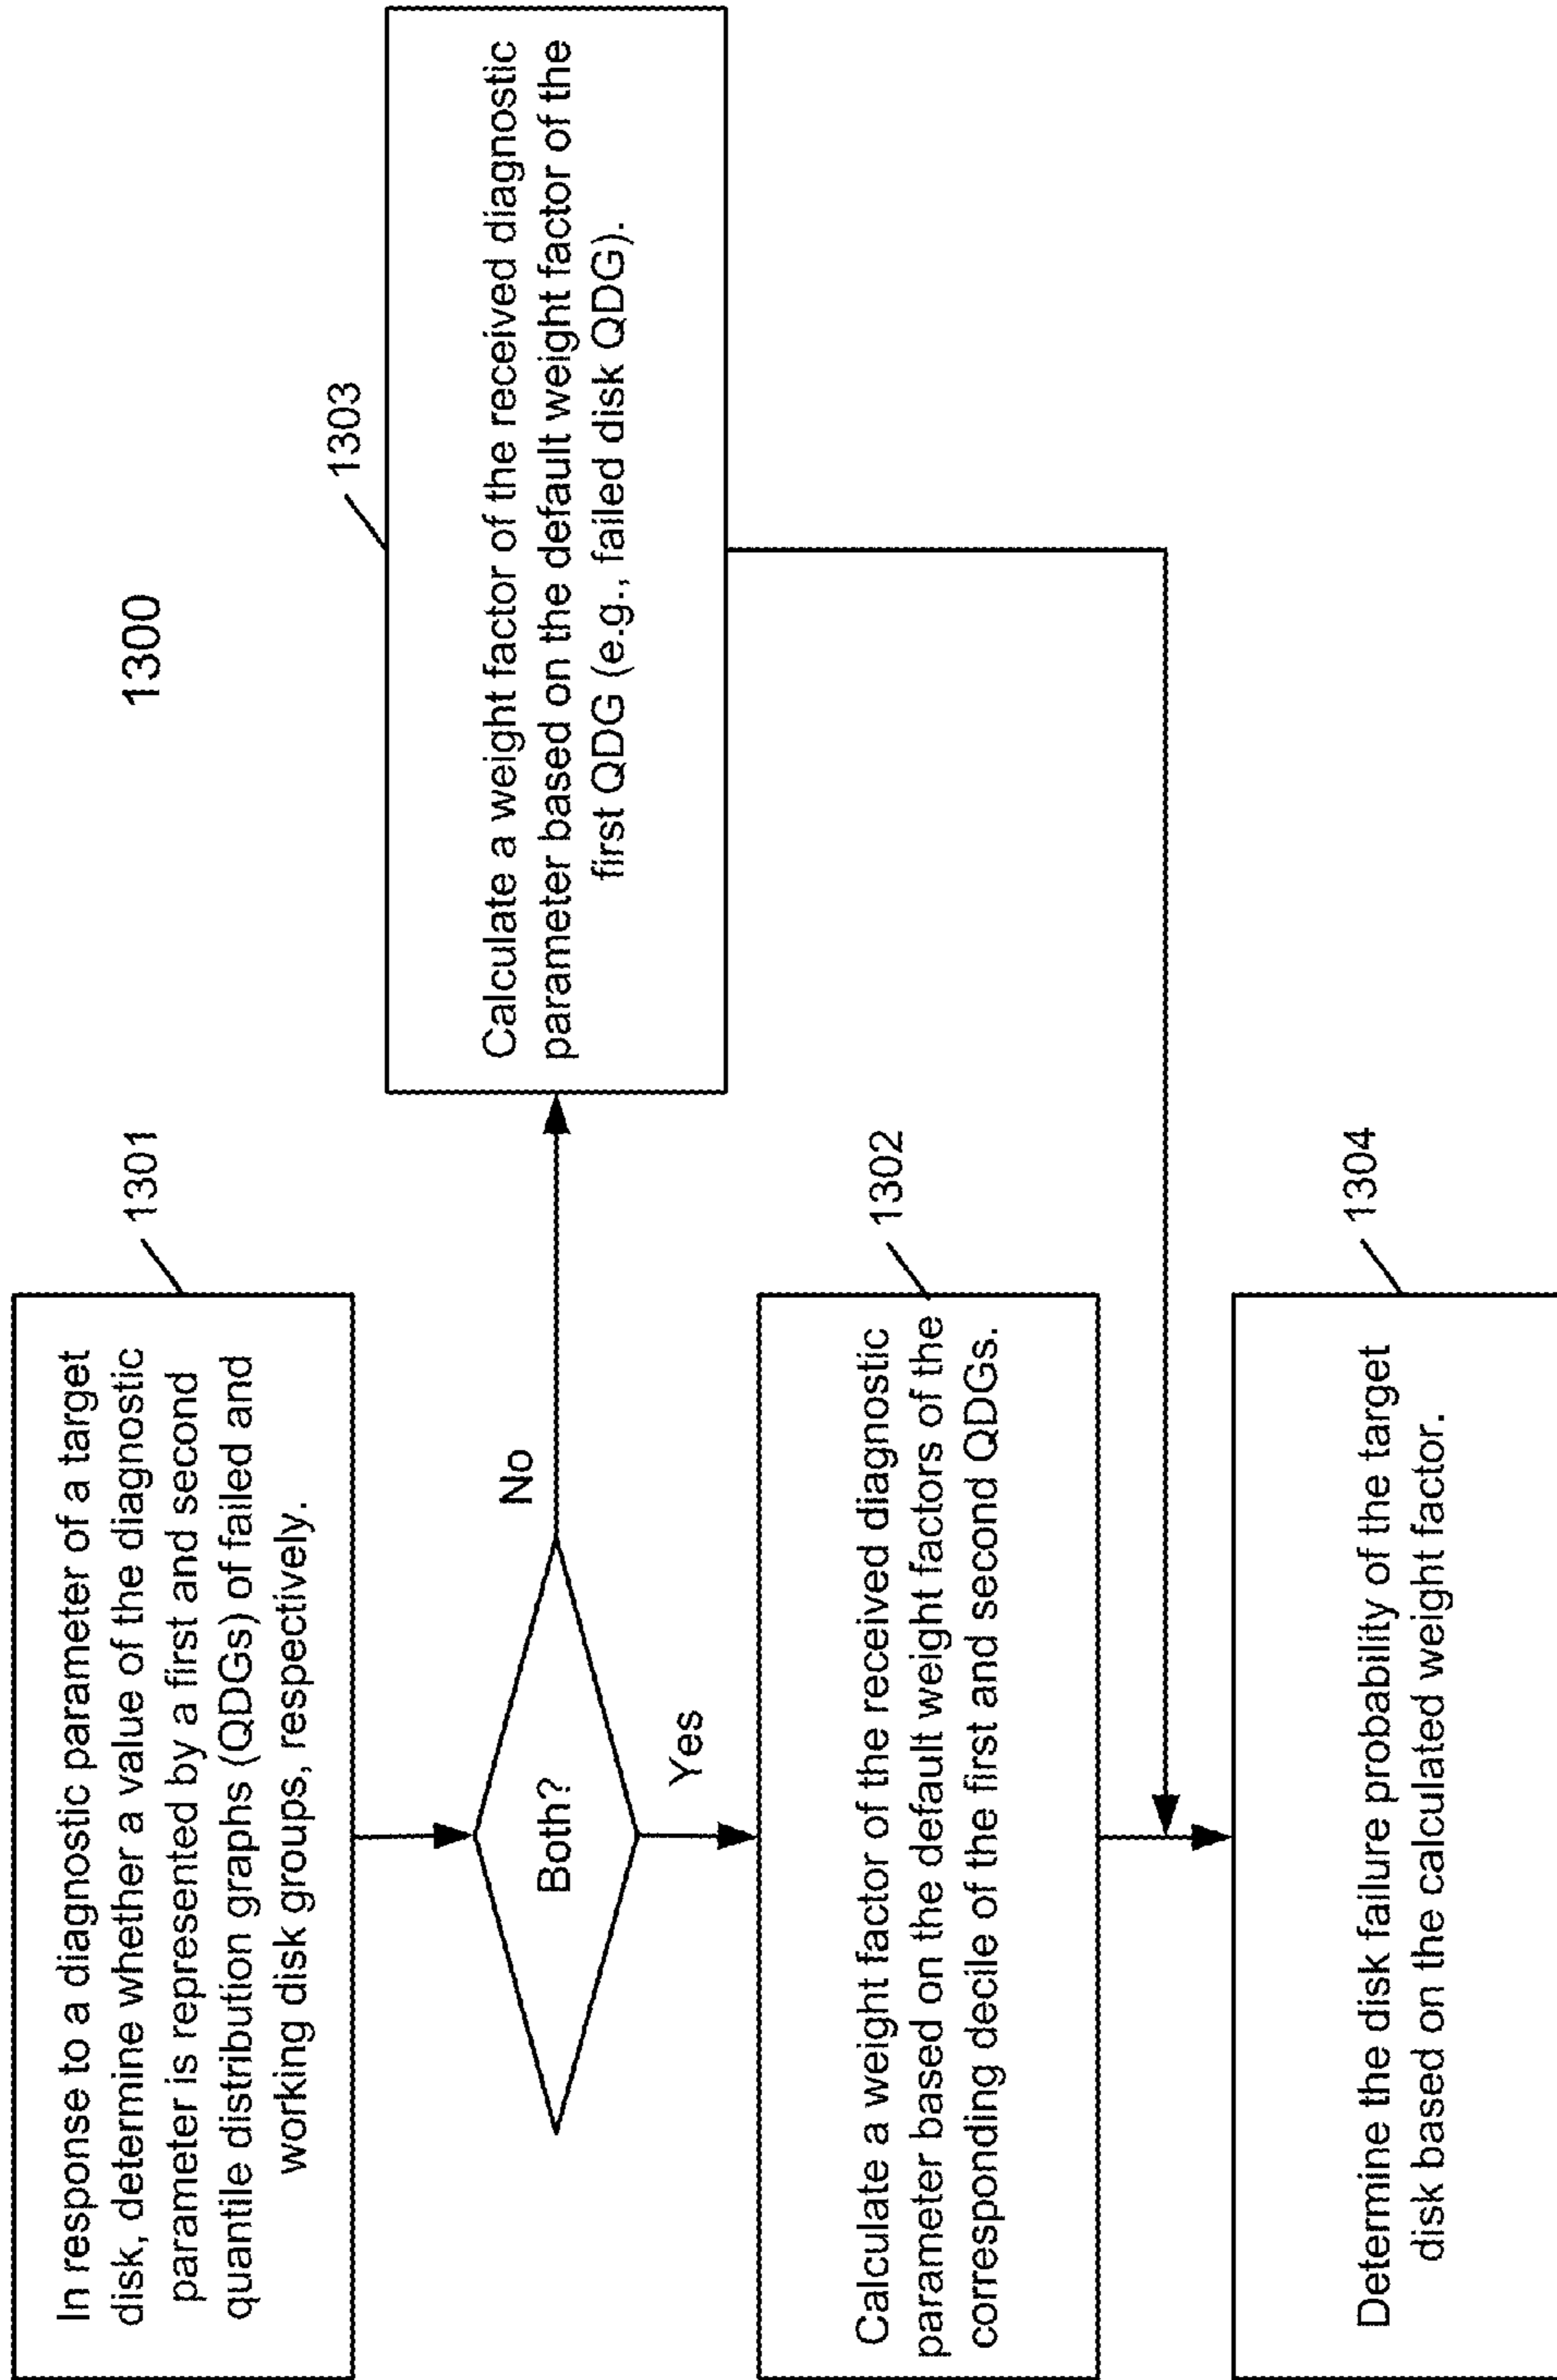 1300
1301
In response to a diagnostic parameter of a target
disk, determine whether a value of the diagnostic
parameter is represented by a first and second
quantile distribution graphs (QDGs) of failed and
working disk groups, respectively.
Both?
No
Yes
1303
Calculate a weight factor of the received diagnostic
parameter based on the default weight factor of the
first QDG (e.g., failed disk QDG).
1302
Calculate a weight factor of the received diagnostic
parameter based on the default weight factors of the
corresponding decile of the first and second QDGs.
1304
Determine the disk failure probability of the target
disk based on the calculated weight factor.